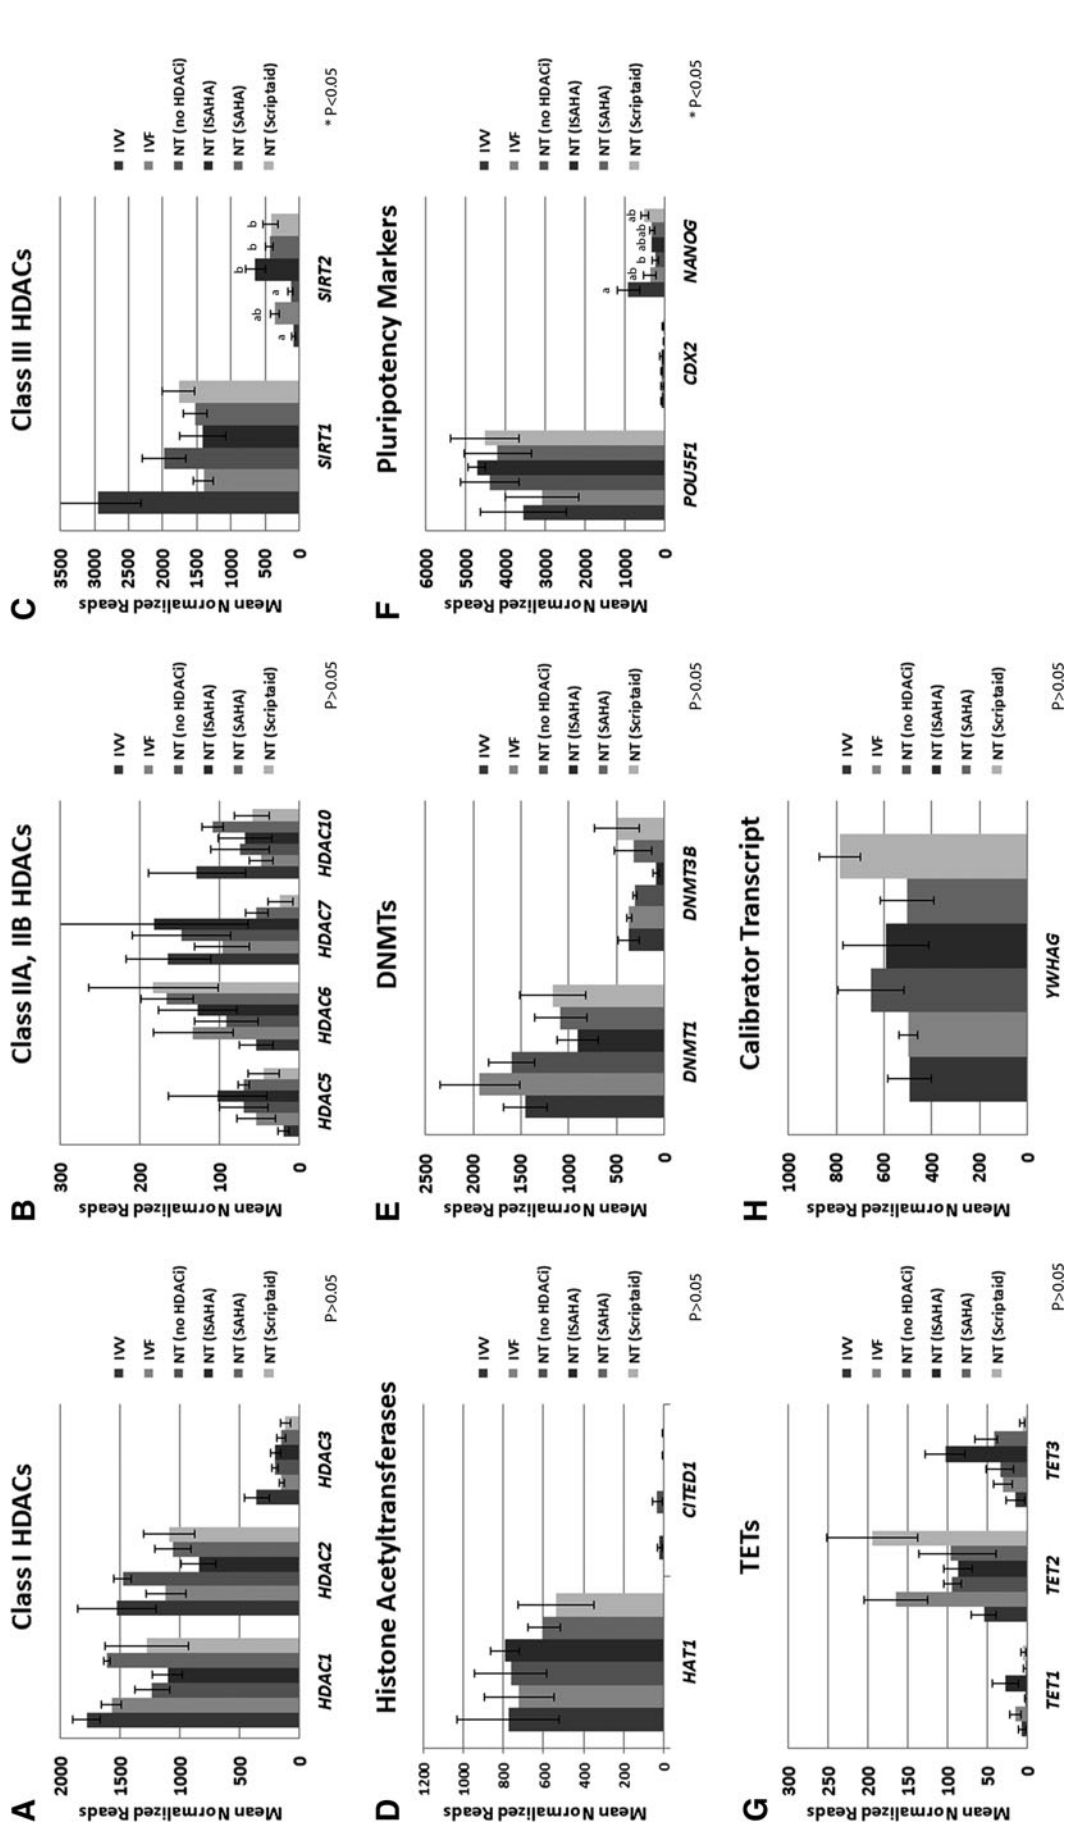 A
Class I HDACs
Mean Normalized Reads
2000
1500
1000
500
0
HDAC1
HDAC2
HDAC3
IVV
IVF
NT (no HDACi)
NT (ISAHA)
NT (SAHA)
NT (Scriptaid)
P>0.05
B
Class IIA, IIB HDACs
Mean Normalized Reads
300
200
100
0
HDAC5
HDAC6
HDAC7
HDAC10
IVV
IVF
NT (no HDACi)
NT (ISAHA)
NT (SAHA)
NT (Scriptaid)
P>0.05
C
Class III HDACs
Mean Normalized Reads
3500
3000
2500
2000
1500
1000
500
0
a
ab
a
b
b
b
SIRT1
SIRT2
IVV
IVF
NT (no HDACi)
NT (ISAHA)
NT (SAHA)
NT (Scriptaid)
* P<0.05
D
Histone Acetyltransferases
Mean Normalized Reads
1200
1000
800
600
400
200
0
HAT1
CITED1
IVV
IVF
NT (no HDACi)
NT (ISAHA)
NT (SAHA)
NT (Scriptaid)
P>0.05
E
DNMTs
Mean Normalized Reads
2500
2000
1500
1000
500
0
DNMT1
DNMT3B
IVV
IVF
NT (no HDACi)
NT (ISAHA)
NT (SAHA)
NT (Scriptaid)
P>0.05
F
Pluripotency Markers
Mean Normalized Reads
6000
5000
4000
3000
2000
1000
0
a
ab
b
abab
ab
POU5F1
CDX2
NANOG
IVV
IVF
NT (no HDACi)
NT (ISAHA)
NT (SAHA)
NT (Scriptaid)
* P<0.05
G
TETs
Mean Normalized Reads
300
250
200
150
100
50
0
TET1
TET2
TET3
IVV
IVF
NT (no HDACi)
NT (ISAHA)
NT (SAHA)
NT (Scriptaid)
P>0.05
H
Calibrator Transcript
Mean Normalized Reads
1000
800
600
400
200
0
YWHAG
IVV
IVF
NT (no HDACi)
NT (ISAHA)
NT (SAHA)
NT (Scriptaid)
P>0.05